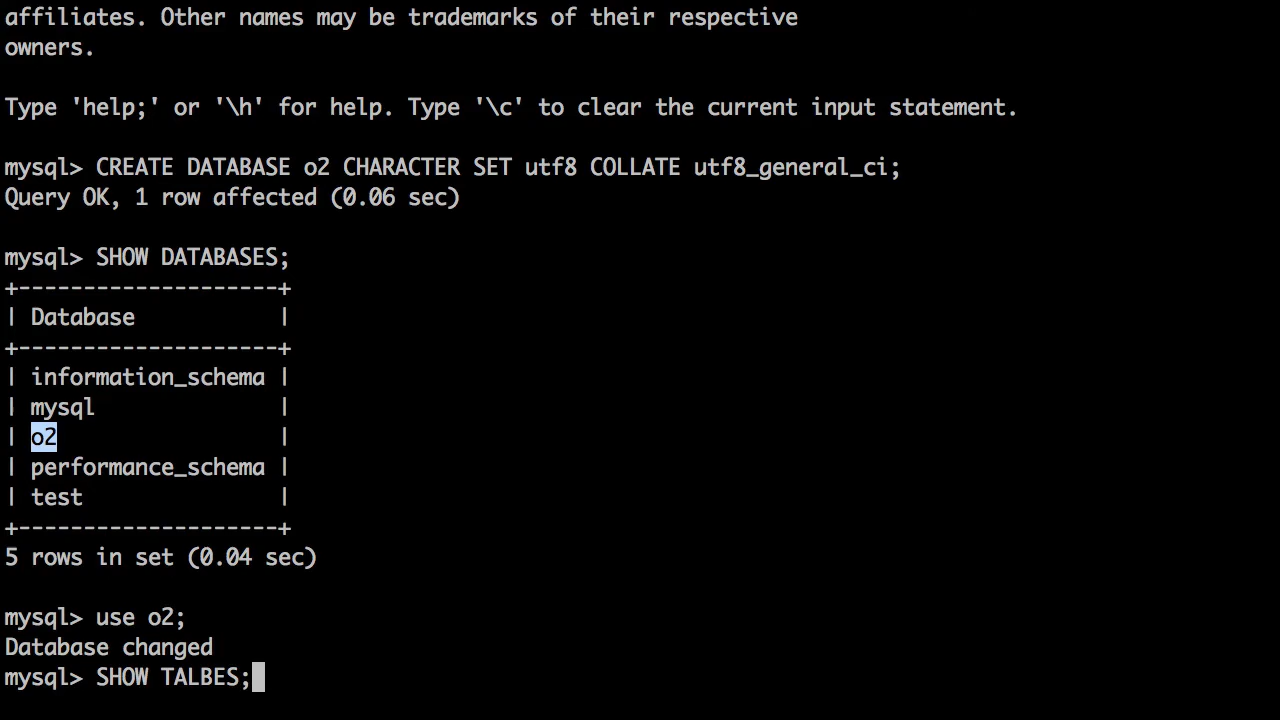 affiliates. Other names may be trademarks of their respective
owners.
Type 'help;' or '\h' for help. Type '\c' to clear the current input statement.
mysql> CREATE DATABASE o2 CHARACTER SET utf8 COLLATE utf8_general_ci;
Query OK, 1 row affected (0.06 sec)
mysql> SHOW DATABASES;
+--------------------+
| Database           |
+--------------------+
| information_schema |
| mysql              |
| o2                 |
| performance_schema |
| test               |
+--------------------+
5 rows in set (0.04 sec)
mysql> use o2;
Database changed
mysql> SHOW TALBES;